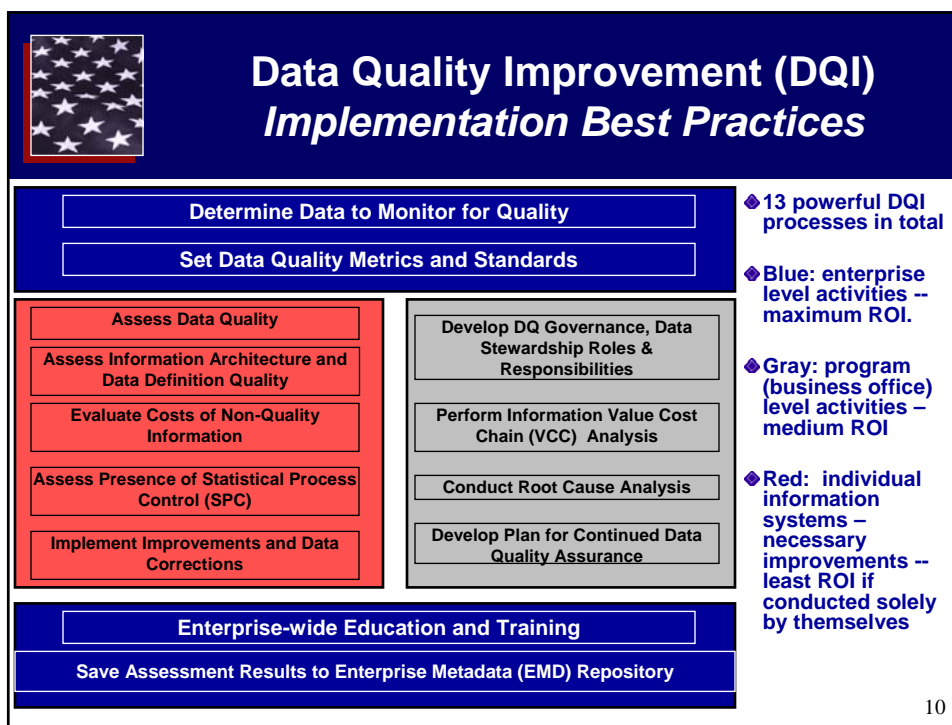 Data Quality Improvement (DQI)
Implementation Best Practices
Determine Data to Monitor for Quality
Set Data Quality Metrics and Standards
Assess Data Quality
Assess Information Architecture and
Data Definition Quality
Evaluate Costs of Non-Quality
Information
Assess Presence of Statistical Process
Control (SPC)
Implement Improvements and Data
Corrections
Develop DQ Governance, Data
Stewardship Roles &
Responsibilities
Perform Information Value Cost
Chain (VCC) Analysis
Conduct Root Cause Analysis
Develop Plan for Continued Data
Quality Assurance
Enterprise-wide Education and Training
Save Assessment Results to Enterprise Metadata (EMD) Repository
13 powerful DQI
processes in total
Blue: enterprise
level activities --
maximum ROI.
Gray: program
(business office)
level activities –
medium ROI
Red: individual
information
systems –
necessary
improvements --
least ROI if
conducted solely
by themselves
10